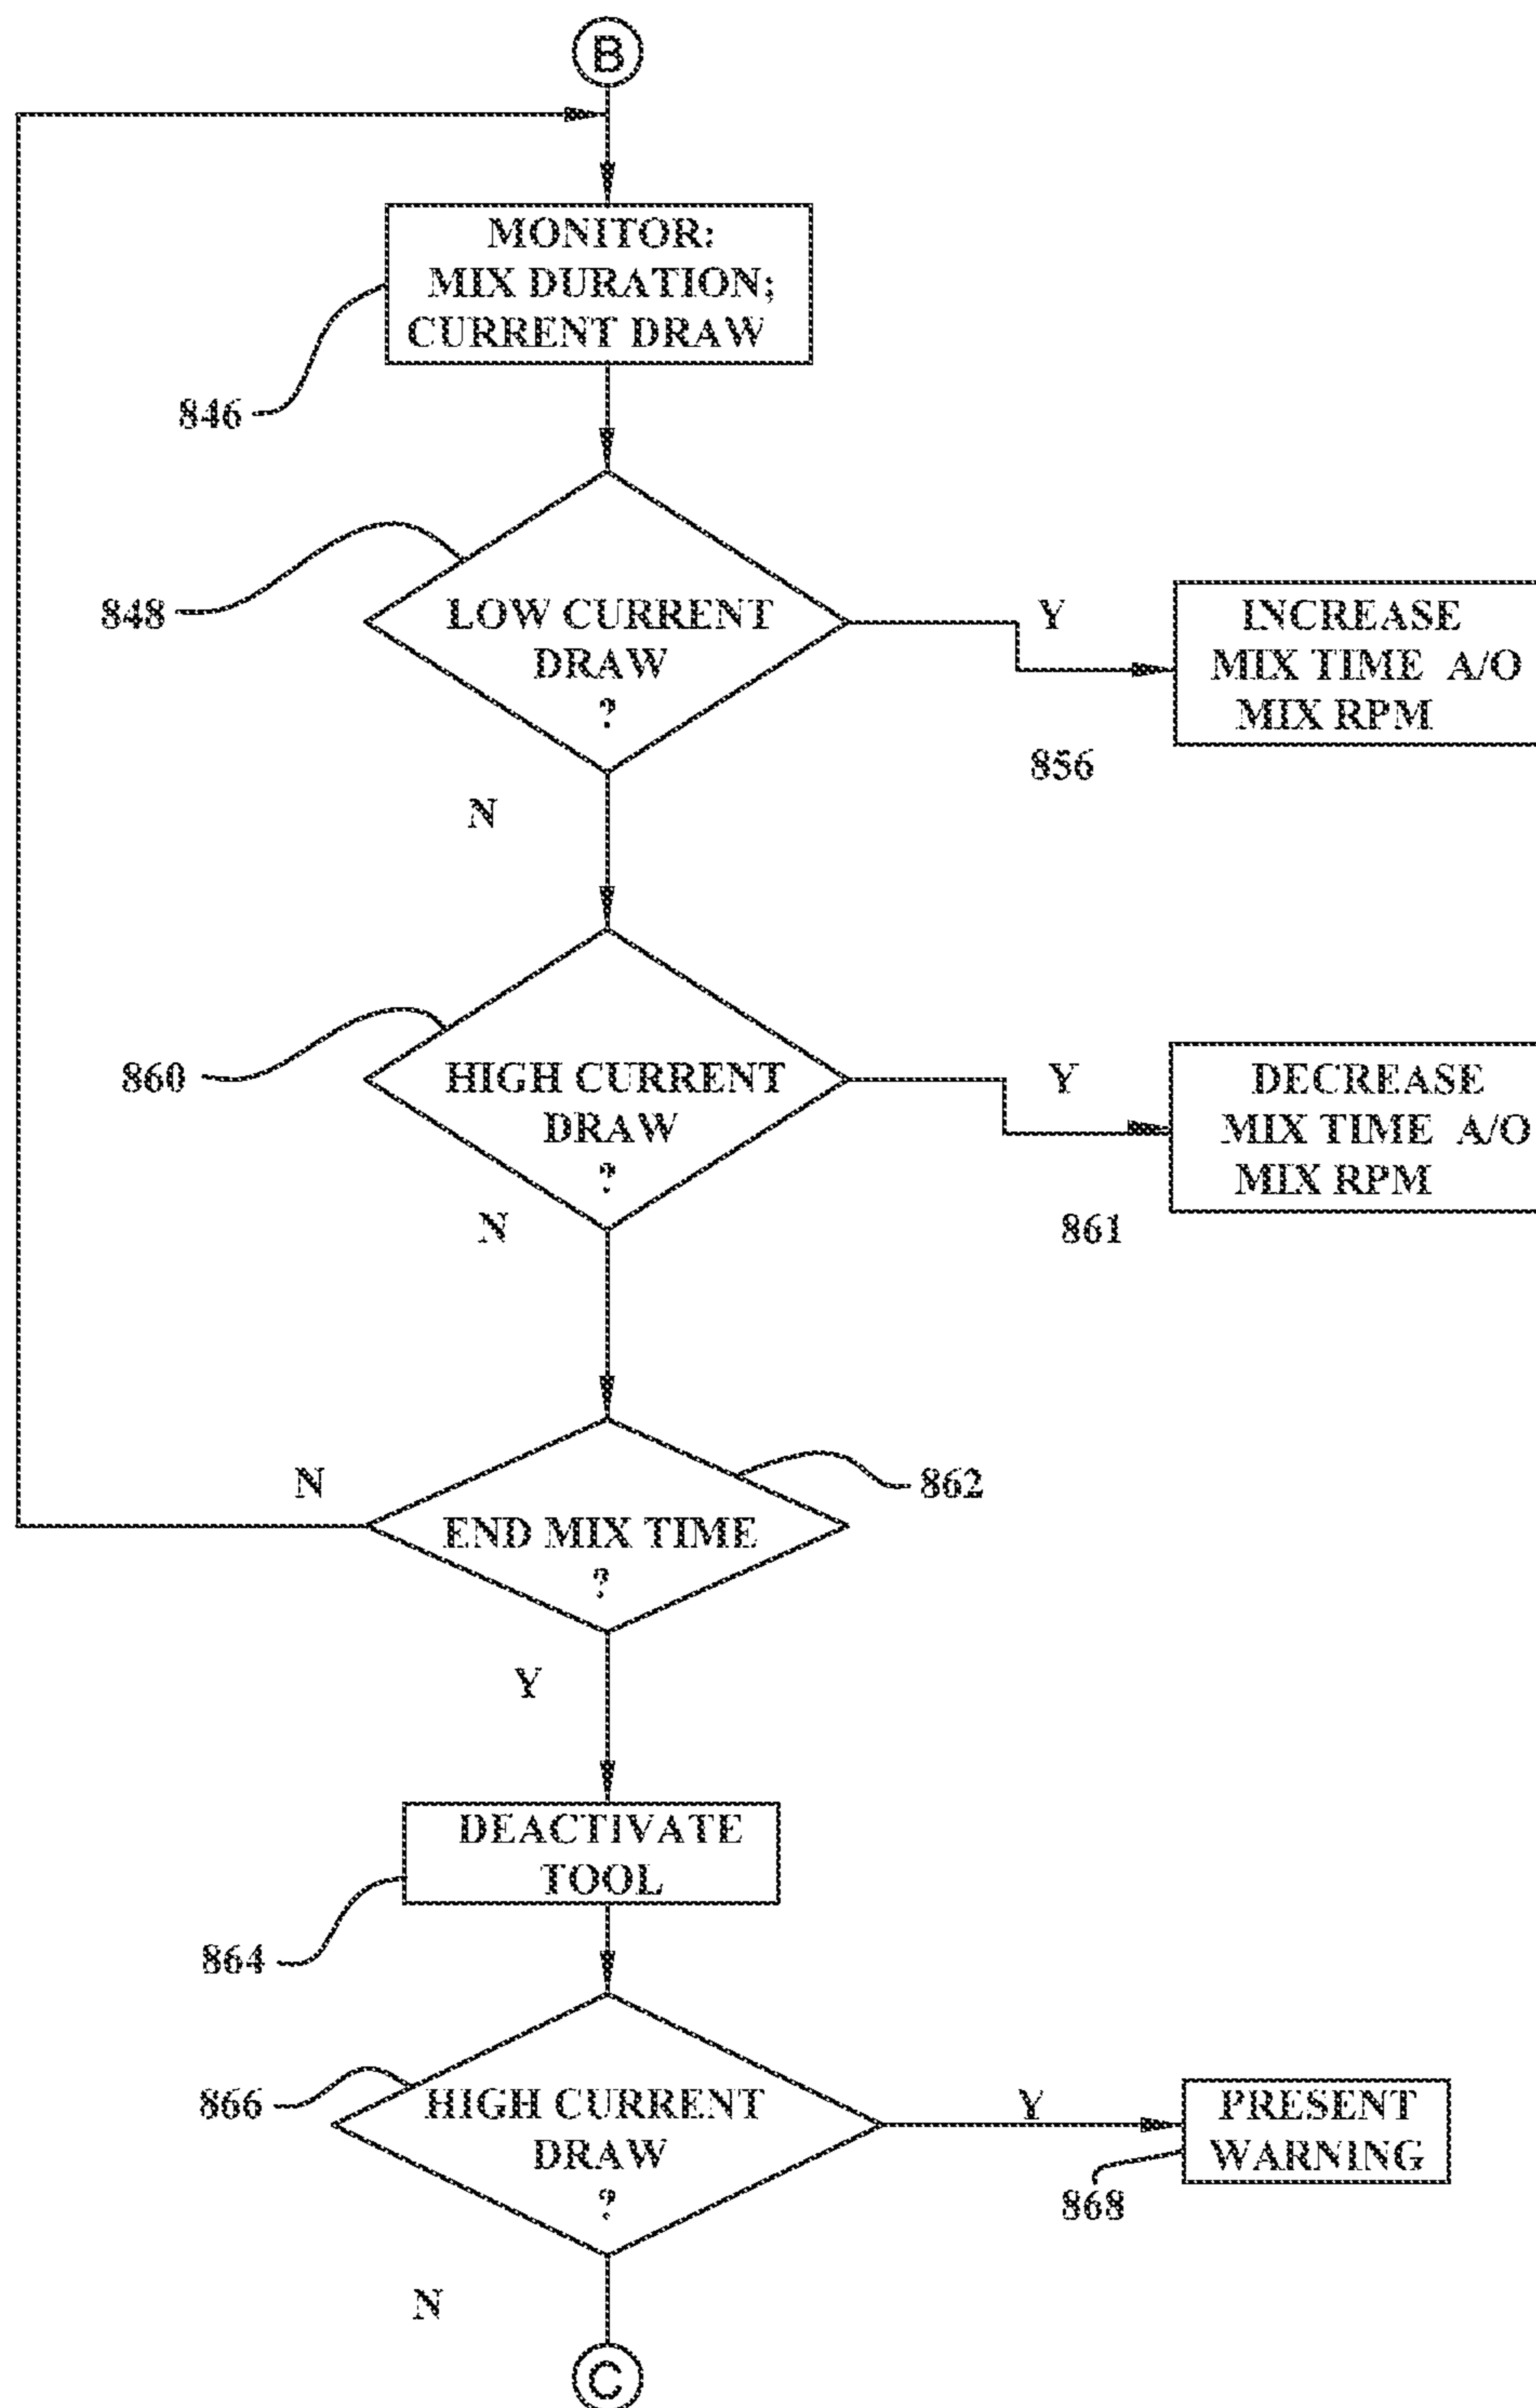 B
MONITOR:
MIX DURATION;
CURRENT DRAW
846
848
LOW CURRENT
DRAW
?
Y
INCREASE
MIX TIME A/O
MIX RPM
856
N
860
HIGH CURRENT
DRAW
?
Y
DECREASE
MIX TIME A/O
MIX RPM
861
N
862
N
END MIX TIME
?
Y
DEACTIVATE
TOOL
864
866
HIGH CURRENT
DRAW
?
Y
PRESENT
WARNING
868
N
C